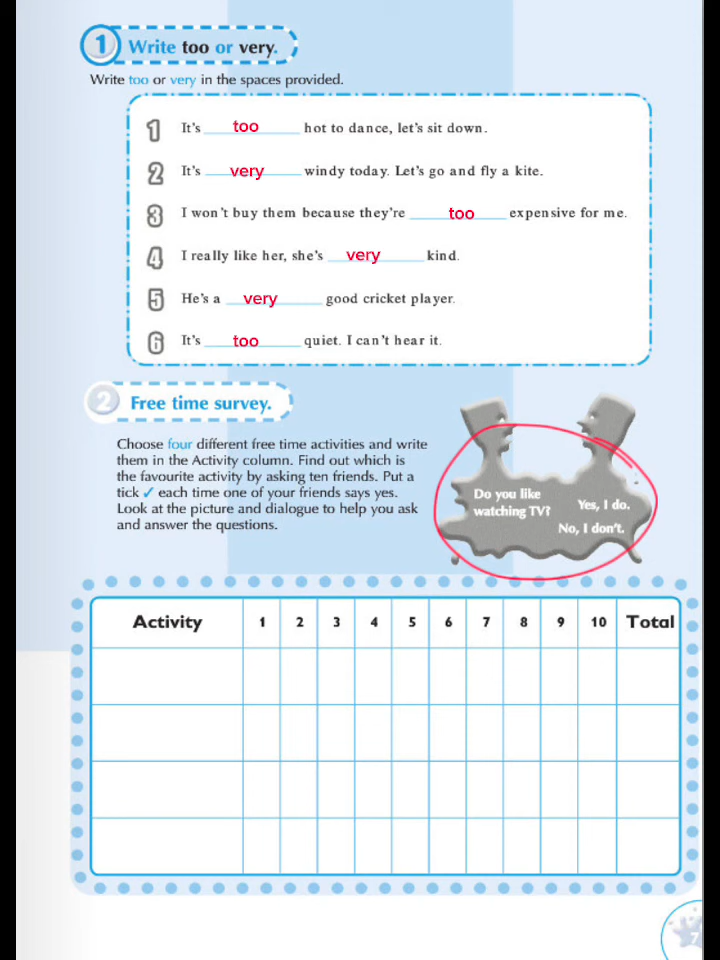 1 Write too or very.
Write too or very in the spaces provided.
1 It's too hot to dance, let's sit down.
2 It's very windy today. Let's go and fly a kite.
3 I won't buy them because they're too expensive for me.
4 I really like her, she's very kind.
5 He's a very good cricket player.
6 It's too quiet. I can't hear it.
2 Free time survey.
Choose four different free time activities and write
them in the Activity column. Find out which is
the favourite activity by asking ten friends. Put a
tick ✓ each time one of your friends says yes.
Look at the picture and dialogue to help you ask
and answer the questions.
Do you like
watching TV?
Yes, I do.
No, I don't.
Activity 1 2 3 4 5 6 7 8 9 10 Total
7